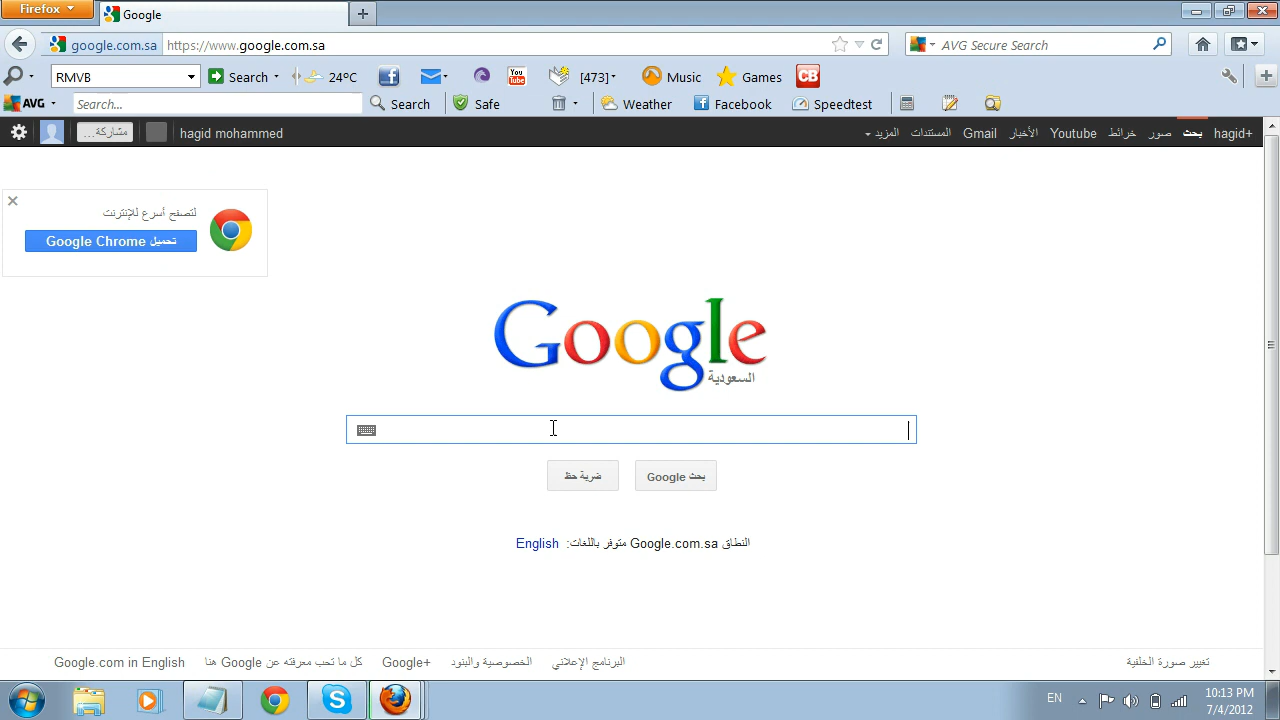 Firefox
Google
google.com.sa https://www.google.com.sa AVG Secure Search
RMVB Search 24ºC You Tube [473] Music Games CB
AVG Search... Search Safe Weather Facebook Speedtest
مشاركة... hagid mohammed المزيد المستندات Gmail الأخبار Youtube خرائط صور بحث hagid+
لتصفح أسرع للإنترنت
تحميل Google Chrome
Google
السعودية
ضربة حظ بحث Google
النطاق Google.com.sa متوفر باللغات: English
Google.com in English كل ما تحب معرفته عن Google هنا Google+ الخصوصية والبنود البرنامج الإعلاني تغيير صورة الخلفية
EN 10:13 PM
7/4/2012